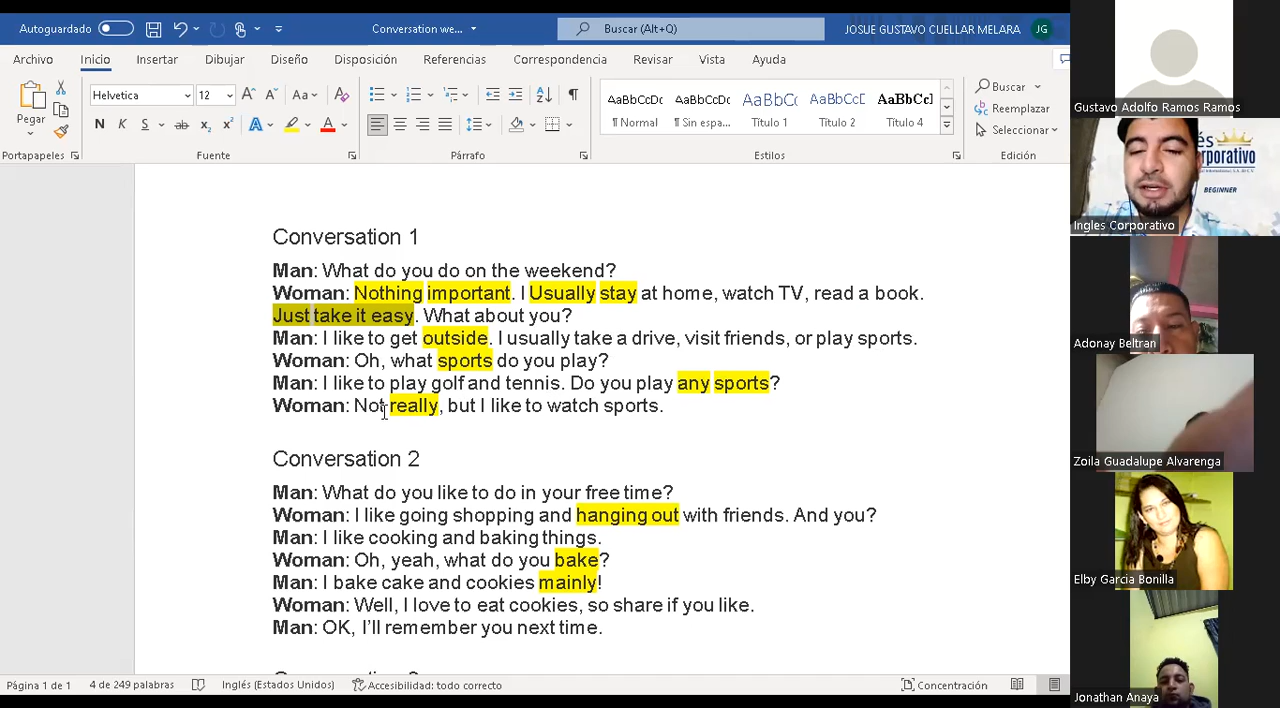 Autoguardado
Conversation we...
Buscar (Alt+Q)
JOSUE GUSTAVO CUELLAR MELARA
JG
Archivo
Inicio
Insertar
Dibujar
Diseño
Disposición
Referencias
Correspondencia
Revisar
Vista
Ayuda
Pegar
Helvetica
12
Aa
N K S ab x₂ x² A A
AaBbCcDc
¶ Normal
AaBbCcDc
¶ Sin espa...
AaBbC
Título 1
AaBbCcD
Título 2
AaBbCcI
Título 4
Buscar
Reemplazar
Seleccionar
Portapapeles
Fuente
Párrafo
Estilos
Edición
Conversation 1
Man: What do you do on the weekend?
Woman: Nothing important. I Usually stay at home, watch TV, read a book.
Just take it easy. What about you?
Man: I like to get outside. I usually take a drive, visit friends, or play sports.
Woman: Oh, what sports do you play?
Man: I like to play golf and tennis. Do you play any sports?
Woman: Not really, but I like to watch sports.
Conversation 2
Man: What do you like to do in your free time?
Woman: I like going shopping and hanging out with friends. And you?
Man: I like cooking and baking things.
Woman: Oh, yeah, what do you bake?
Man: I bake cake and cookies mainly!
Woman: Well, I love to eat cookies, so share if you like.
Man: OK, I'll remember you next time.
Página 1 de 1
4 de 249 palabras
Inglés (Estados Unidos)
Accesibilidad: todo correcto
Concentración
Gustavo Adolfo Ramos Ramos
BEGINNER
Ingles Corporativo
Adonay Beltran
Zoila Guadalupe Alvarenga
Elby Garcia Bonilla
Jonathan Anaya